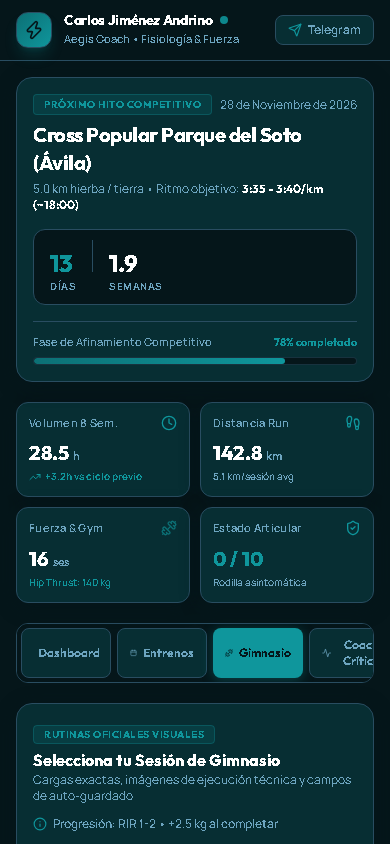 Carlos Jiménez Andrino
Aegis Coach • Fisiología & Fuerza
Telegram
PRÓXIMO HITO COMPETITIVO
28 de Noviembre de 2026
Cross Popular Parque del Soto
(Ávila)
5.0 km hierba / tierra • Ritmo objetivo: 3:35 - 3:40/km
(~18:00)
13
DÍAS
1.9
SEMANAS
Fase de Afinamiento Competitivo
78% completado
Volumen 8 Sem.
28.5 h
+3.2h vs ciclo previo
Distancia Run
142.8 km
5.1 km/sesión avg
Fuerza & Gym
16 ses
Hip Thrust: 140 kg
Estado Articular
0 / 10
Rodilla asintomática
Dashboard
Entrenos
Gimnasio
RUTINAS OFICIALES VISUALES
Selecciona tu Sesión de Gimnasio
Cargas exactas, imágenes de ejecución técnica y campos
de auto-guardado
Progresión: RIR 1-2 • +2.5 kg al completar